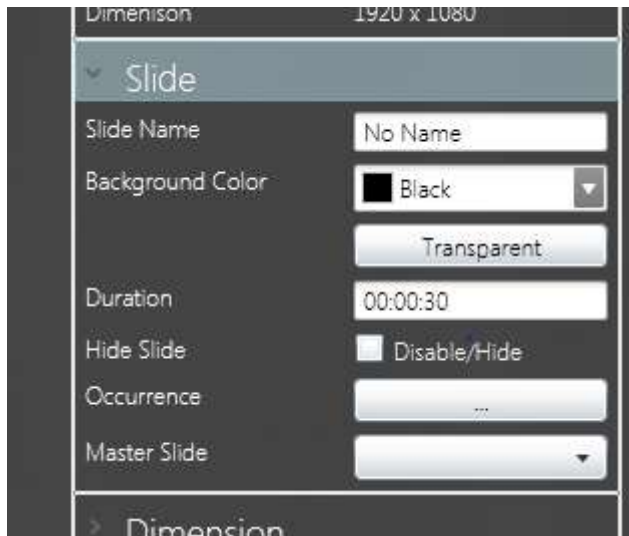 Dimenison 1920 x 1080
Slide
Slide Name No Name
Background Color Black
Transparent
Duration 00:00:30
Hide Slide Disable/Hide
Occurrence ...
Master Slide
Dimension